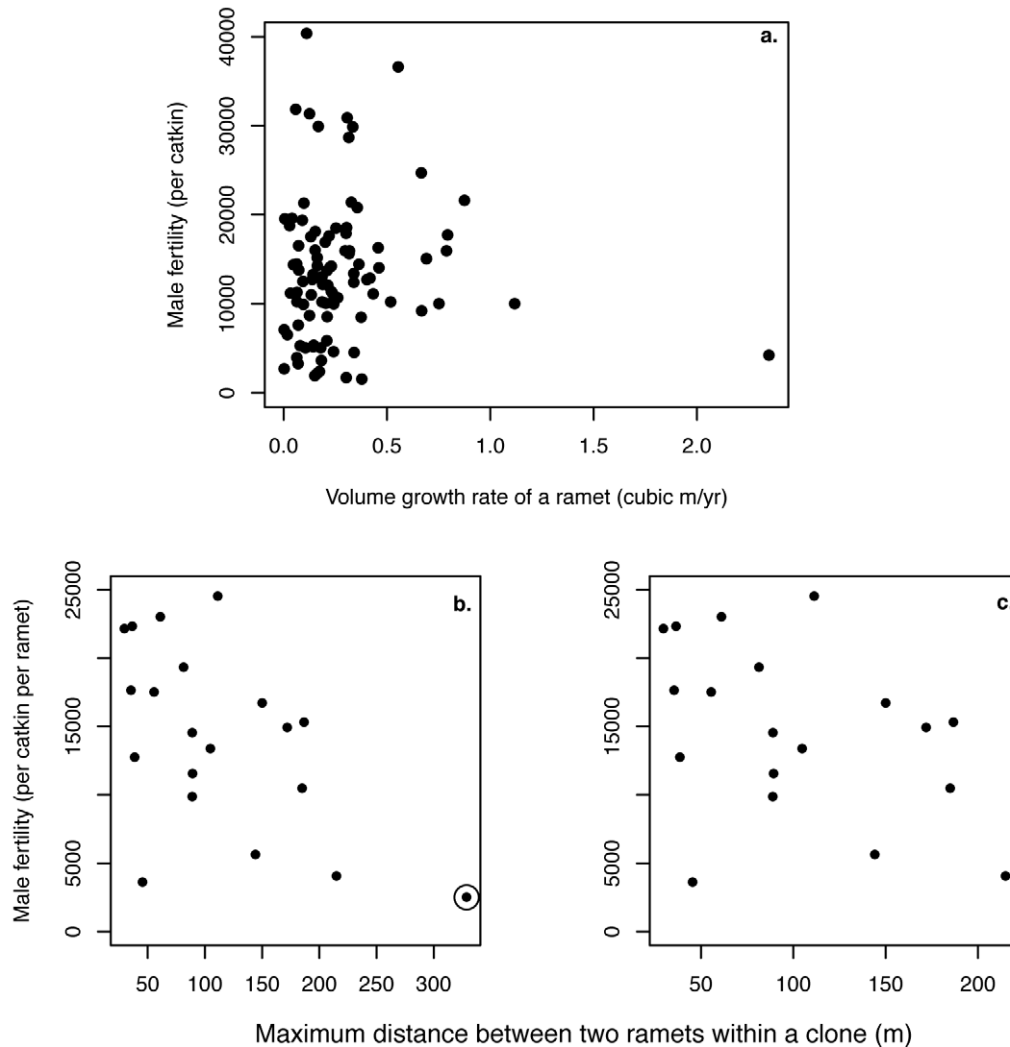 a.
40000
30000
20000
10000
0
Male fertility (per catkin)
0.0 0.5 1.0 1.5 2.0
Volume growth rate of a ramet (cubic m/yr)
b.
25000
15000
5000
0
Male fertility (per catkin per ramet)
50 100 150 200 250 300
c.
25000
15000
5000
0
50 100 150 200
Maximum distance between two ramets within a clone (m)